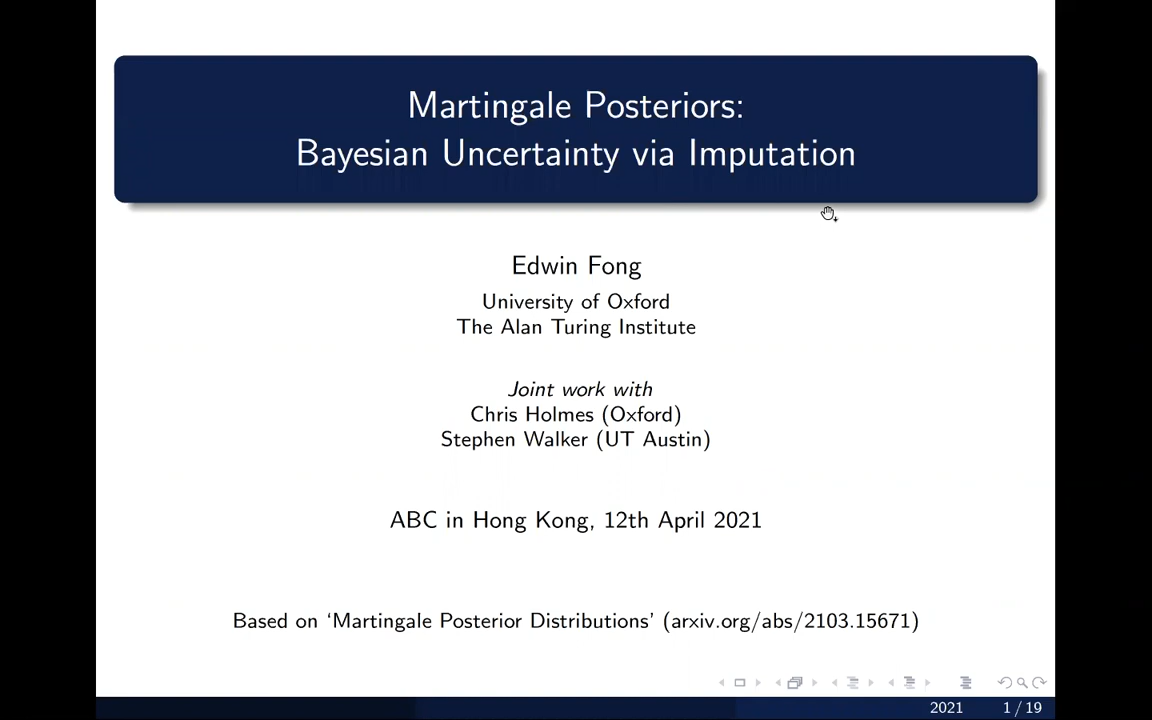 Martingale Posteriors:
Bayesian Uncertainty via Imputation
Edwin Fong
University of Oxford
The Alan Turing Institute
Joint work with
Chris Holmes (Oxford)
Stephen Walker (UT Austin)
ABC in Hong Kong, 12th April 2021
Based on ‘Martingale Posterior Distributions’ (arxiv.org/abs/2103.15671)
2021 1 / 19